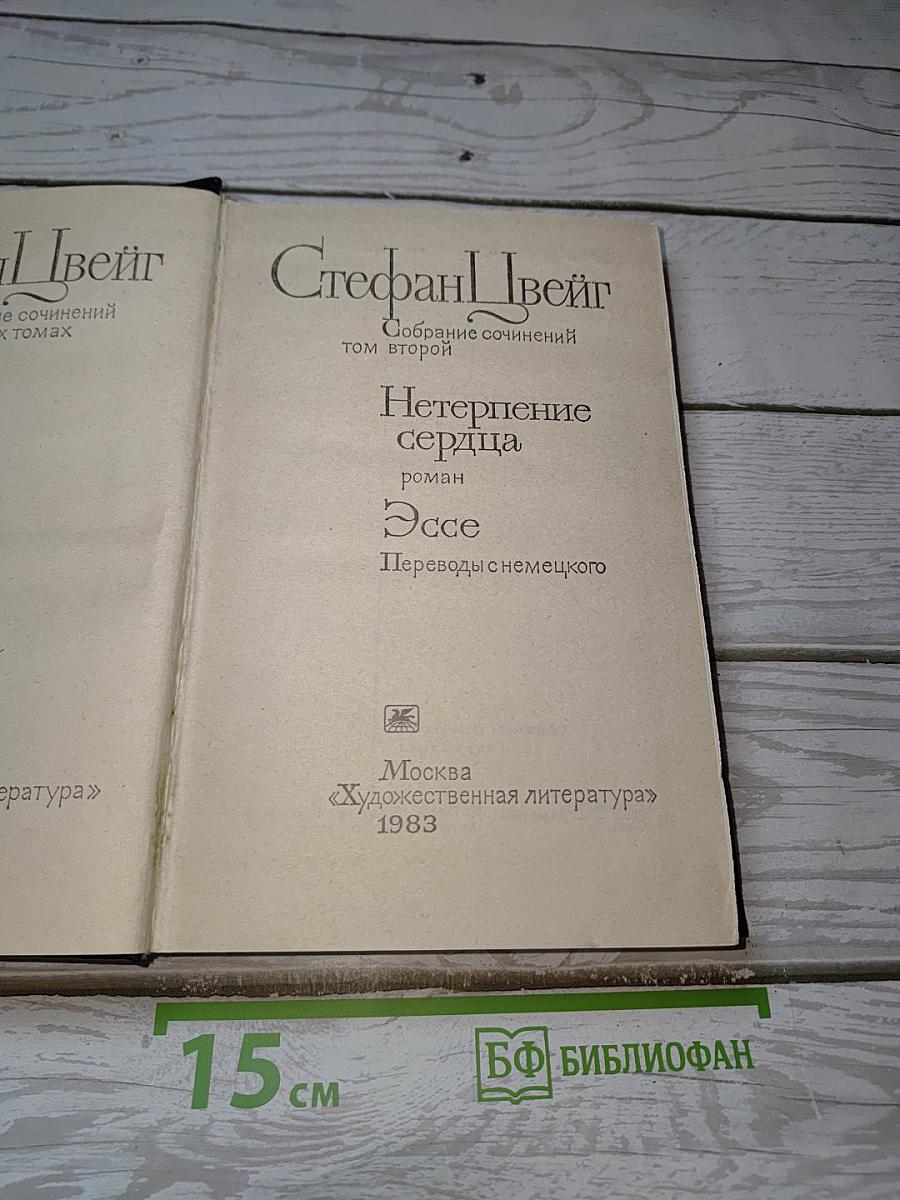 Цвейг
сочинений
томах
ература»
Стефан Цвейг
Собрание сочинений
том второй
Нетерпение
сердца
роман
Эссе
Переводы с немецкого
Москва
«Художественная литература»
1983
15 см
БФ БИБЛИОФАН